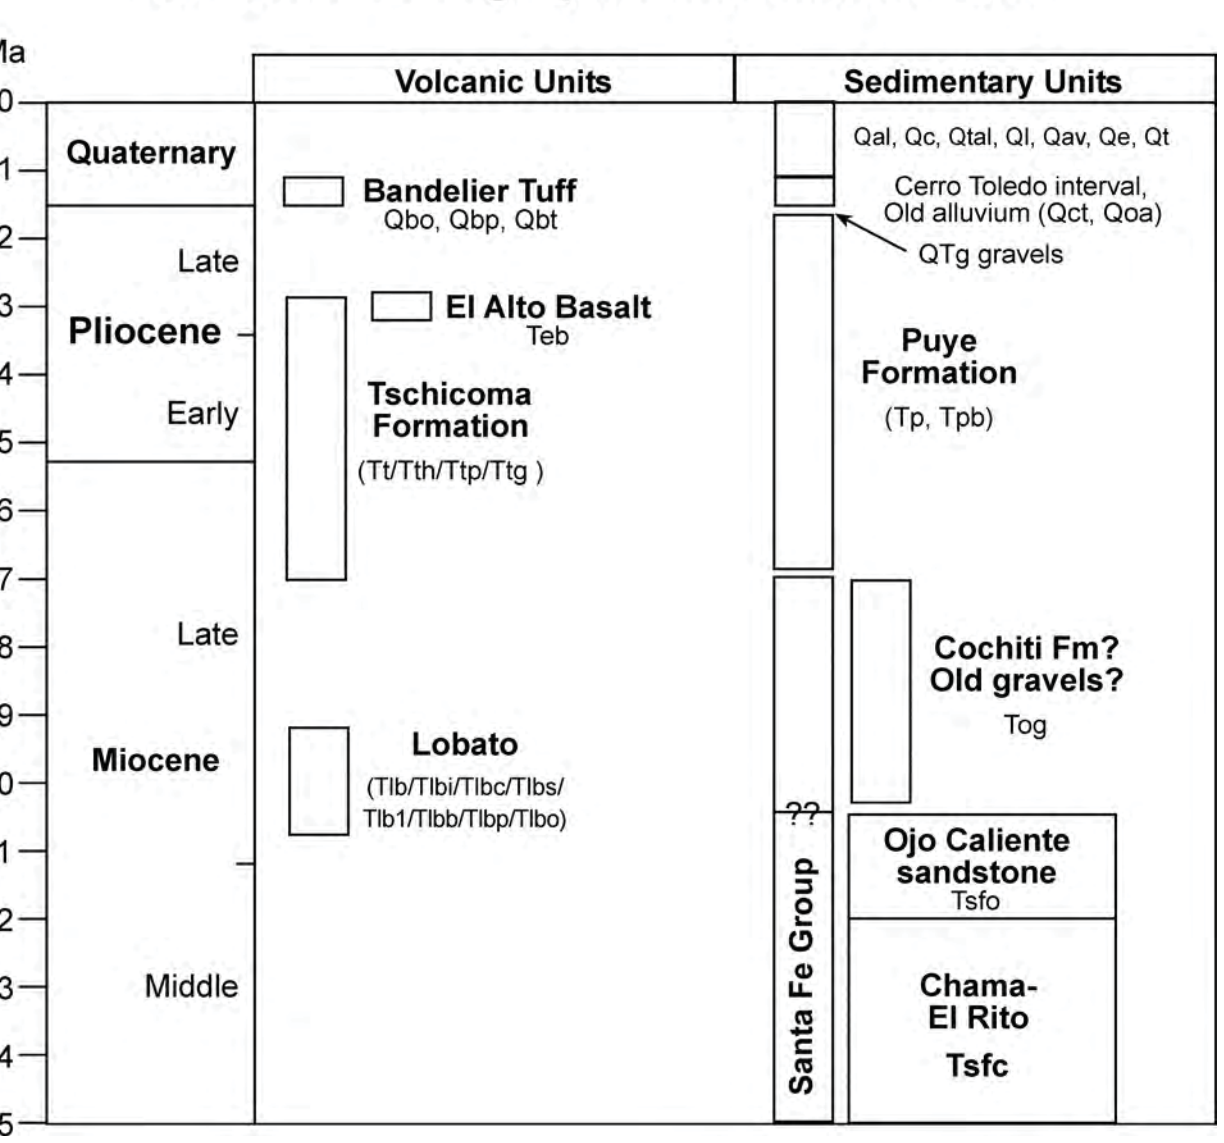 Ma
Volcanic Units
Sedimentary Units
0
Quaternary
Qal, Qc, Qtal, Ql, Qav, Qe, Qt
1
Bandelier Tuff
Cerro Toledo interval,
Qbo, Qbp, Qbt
Old alluvium (Qct, Qoa)
2
Late
QTg gravels
3
El Alto Basalt
Teb
Pliocene
Puye
Formation
4
Tschicoma
Formation
(Tp, Tpb)
Early
5
(Tt/Tth/Ttp/Ttg )
6
7
Late
8
Cochiti Fm?
Old gravels?
9
Tog
Lobato
Miocene
0
(Tlb/Tlbi/Tlbc/Tlbs/
Tlb1/Tlbb/Tlbp/Tlbo)
??
1
Ojo Caliente
sandstone
Tsfo
2
Santa Fe Group
3
Middle
Chama-
El Rito
4
Tsfc
5